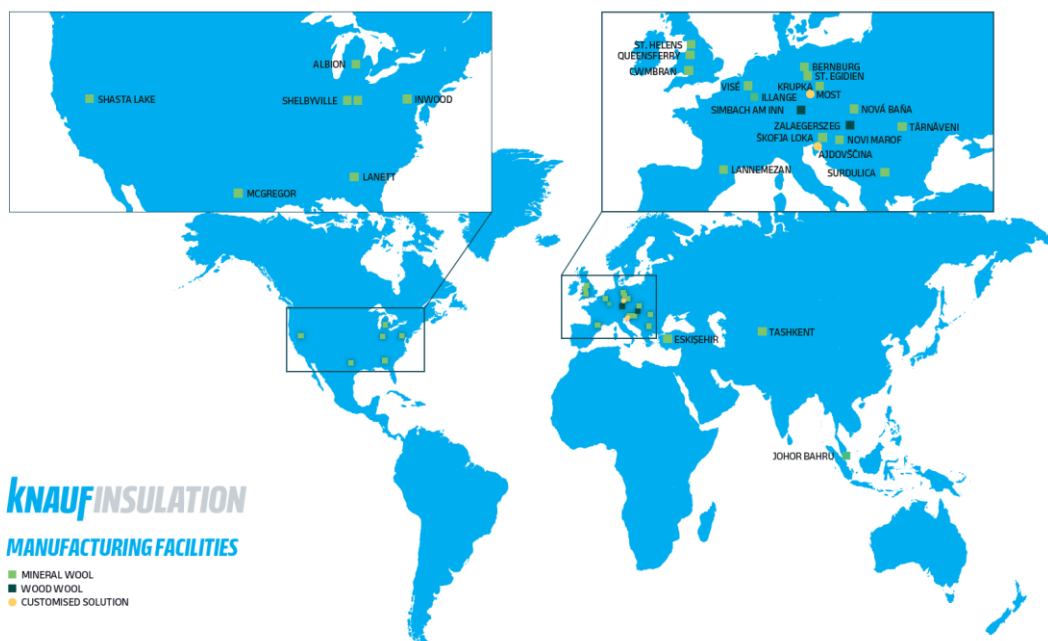 ALBION
SHASTA LAKE
SHELBYVILLE
INWOOD
LANETT
MCGREGOR
ST. HELENS
QUEENSFERRY
CWMBRAN
BERNBURG
ST. EGIDIEN
VISÉ
KRUPKA
ILLANGE
MOST
SIMBACH AM INN
NOVÁ BAŇA
ZALAEGERSZEG
TÂRNĂVENI
ŠKOFJA LOKA
NOVI MAROF
AJDOVŠČINA
LANNEMEZAN
SURDULICA
TASHKENT
ESKIŞEHIR
JOHOR BAHRU
KNAUFINSULATION
MANUFACTURING FACILITIES
MINERAL WOOL
WOOD WOOL
CUSTOMISED SOLUTION